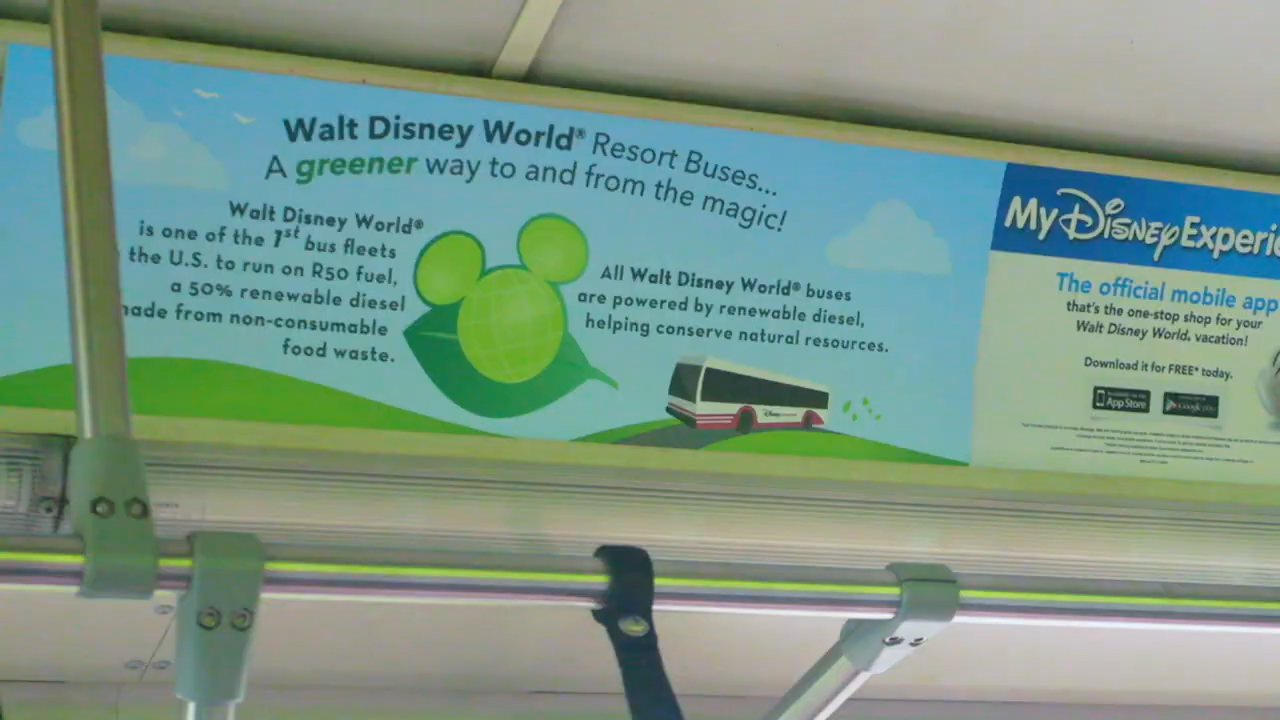 Walt Disney World® Resort Buses...
A greener way to and from the magic!
Walt Disney World®
is one of the 1st bus fleets
the U.S. to run on R50 fuel,
a 50% renewable diesel
made from non-consumable
food waste.
All Walt Disney World® buses
are powered by renewable diesel,
helping conserve natural resources.
Disney
My Disney Experi
The official mobile app
that's the one-stop shop for your
Walt Disney World® vacation!
Download it for FREE* today.
App Store
Google play